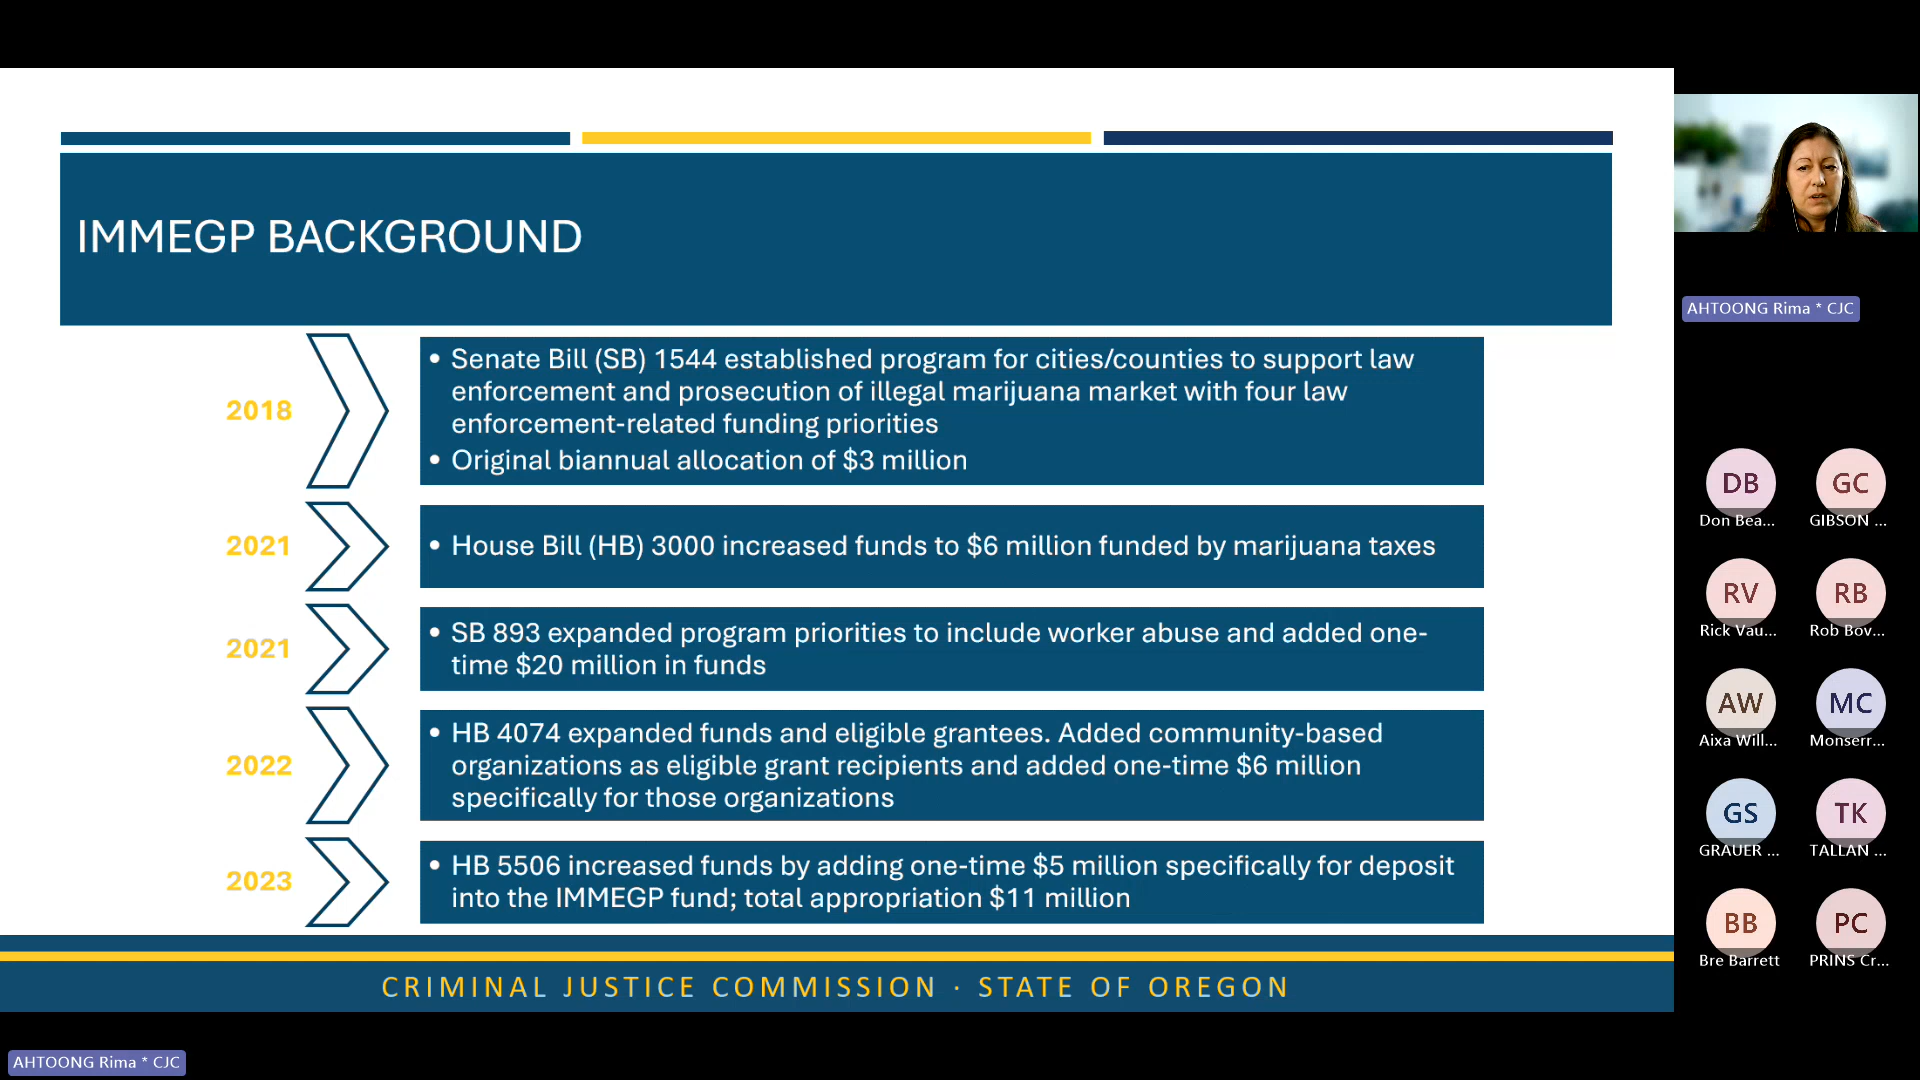 IMMEGP BACKGROUND
2018
• Senate Bill (SB) 1544 established program for cities/counties to support law
enforcement and prosecution of illegal marijuana market with four law
enforcement-related funding priorities
• Original biannual allocation of $3 million
2021
• House Bill (HB) 3000 increased funds to $6 million funded by marijuana taxes
2021
• SB 893 expanded program priorities to include worker abuse and added one-
time $20 million in funds
2022
• HB 4074 expanded funds and eligible grantees. Added community-based
organizations as eligible grant recipients and added one-time $6 million
specifically for those organizations
2023
• HB 5506 increased funds by adding one-time $5 million specifically for deposit
into the IMMEGP fund; total appropriation $11 million
CRIMINAL JUSTICE COMMISSION · STATE OF OREGON
AHTOONG Rima * CJC
AHTOONG Rima * CJC
DB
Don Bea...
GC
GIBSON ...
RV
Rick Vau...
RB
Rob Bov...
AW
Aixa Will...
MC
Monserr...
GS
GRAUER ...
TK
TALLAN ...
BB
Bre Barrett
PC
PRINS Cr...